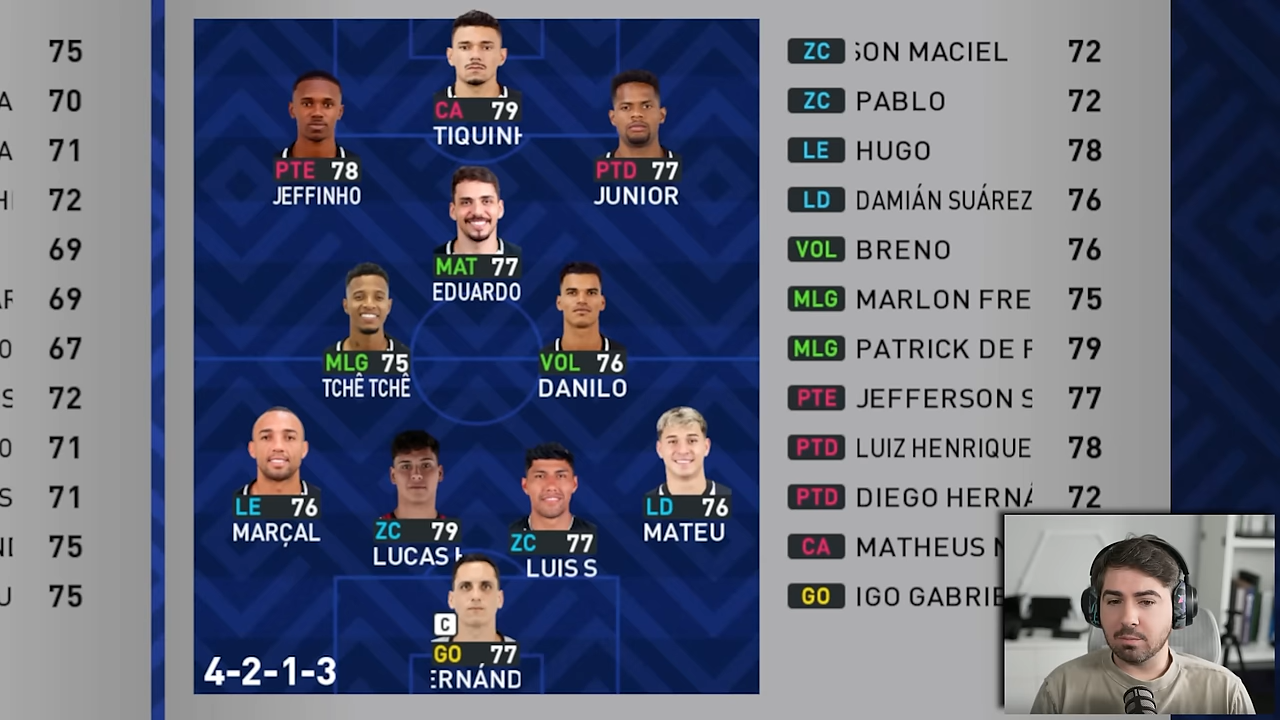 75
70
71
72
69
69
67
72
71
71
75
75
CA 79
TIQUINH
PTE 78
JEFFINHO
PTD 77
JUNIOR
MAT 77
EDUARDO
MLG 75
TCHÊ TCHÊ
VOL 76
DANILO
LE 76
MARÇAL
ZC 79
LUCAS
ZC 77
LUIS S
LD 76
MATEU
C
GO 77
ERNÁND
4-2-1-3
ZC SON MACIEL 72
ZC PABLO 72
LE HUGO 78
LD DAMIÁN SUÁREZ 76
VOL BRENO 76
MLG MARLON FRE 75
MLG PATRICK DE 79
PTE JEFFERSON S 77
PTD LUIZ HENRIQUE 78
PTD DIEGO HERNÁ 72
CA MATHEUS
GO IGO GABRIE